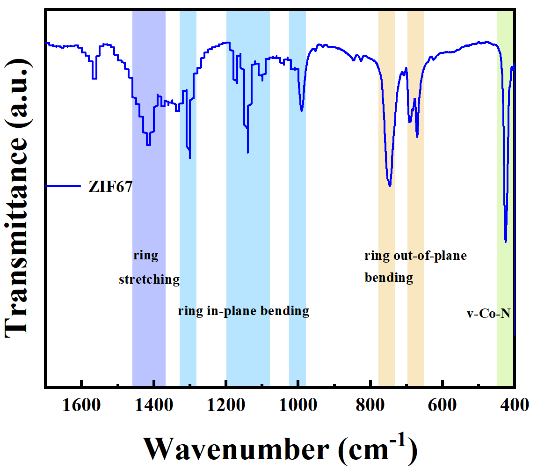 Transmittance (a.u.)
ZIF67
ring
stretching
ring out-of-plane
bending
ring in-plane bending
v-Co-N
1600 1400 1200 1000 800 600 400
Wavenumber (cm-1)